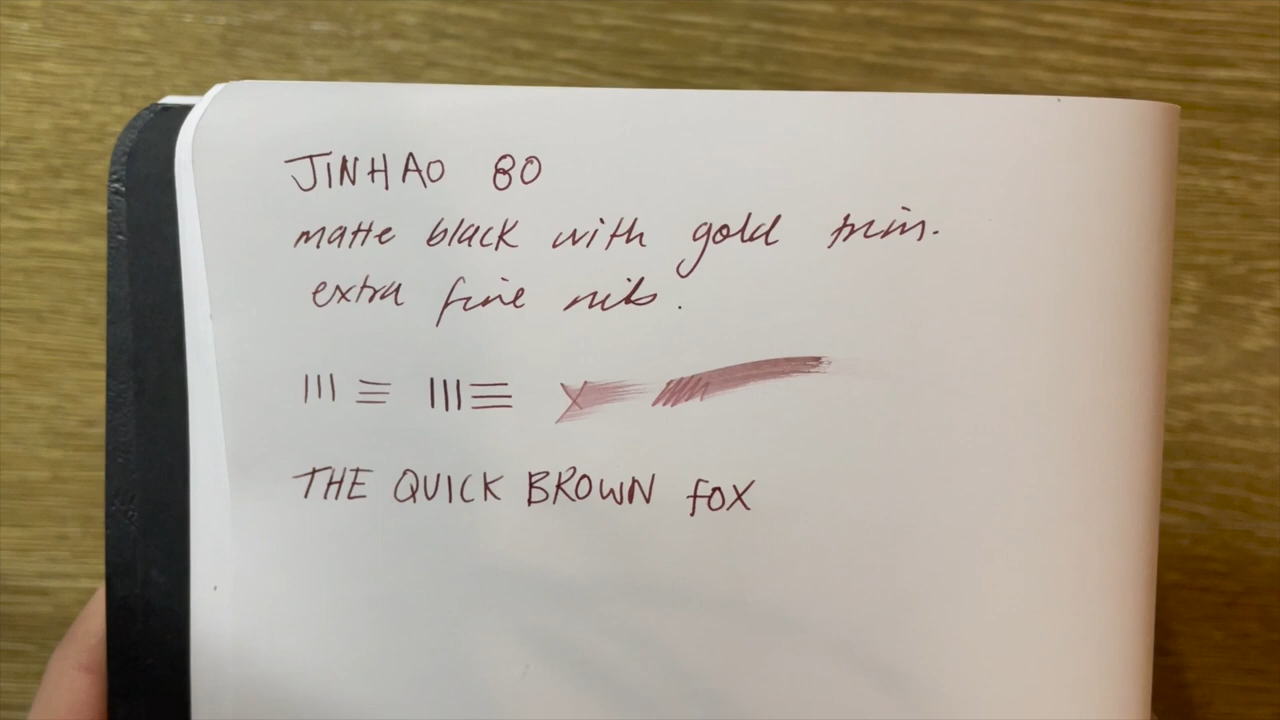 JINHAO 80
matte black with gold trim.
extra fine nib.
THE QUICK BROWN FOX